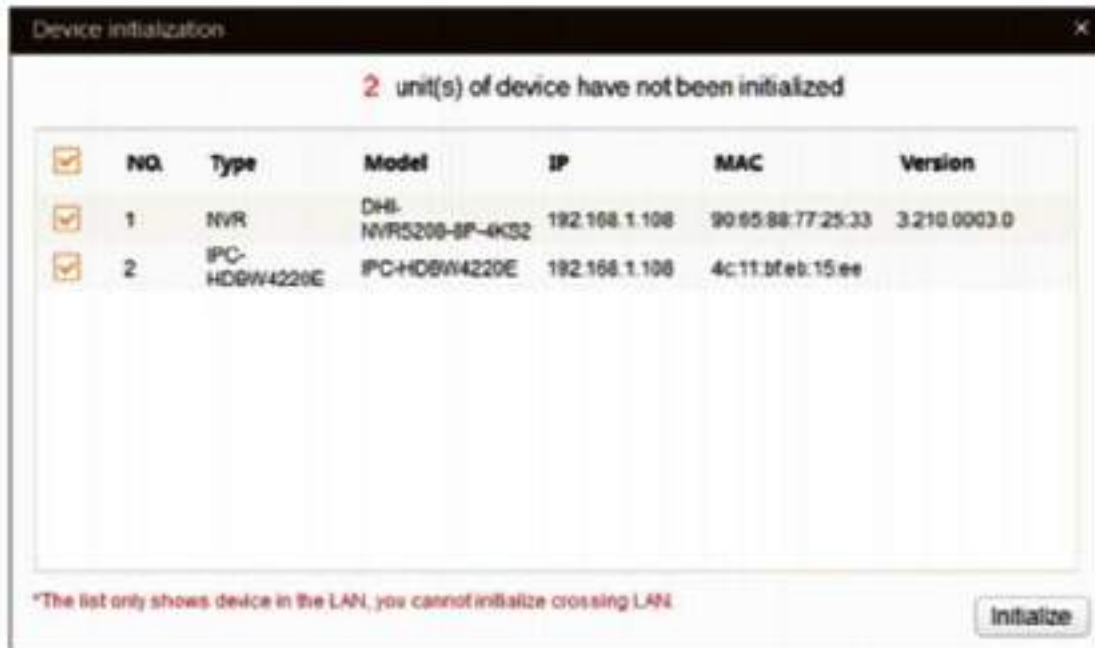 Device initialization
2 unit(s) of device have not been initialized
NO. Type Model IP MAC Version
1 NVR DHI-NVR5208-8P-4KS2 192.168.1.108 90:65:88:77:25:33 3.210.0003.0
2 IPC-HDBW4220E IPC-HDBW4220E 192.168.1.108 4c:11:bf:eb:15:ee
*The list only shows device in the LAN, you cannot initialize crossing LAN.
Initialize